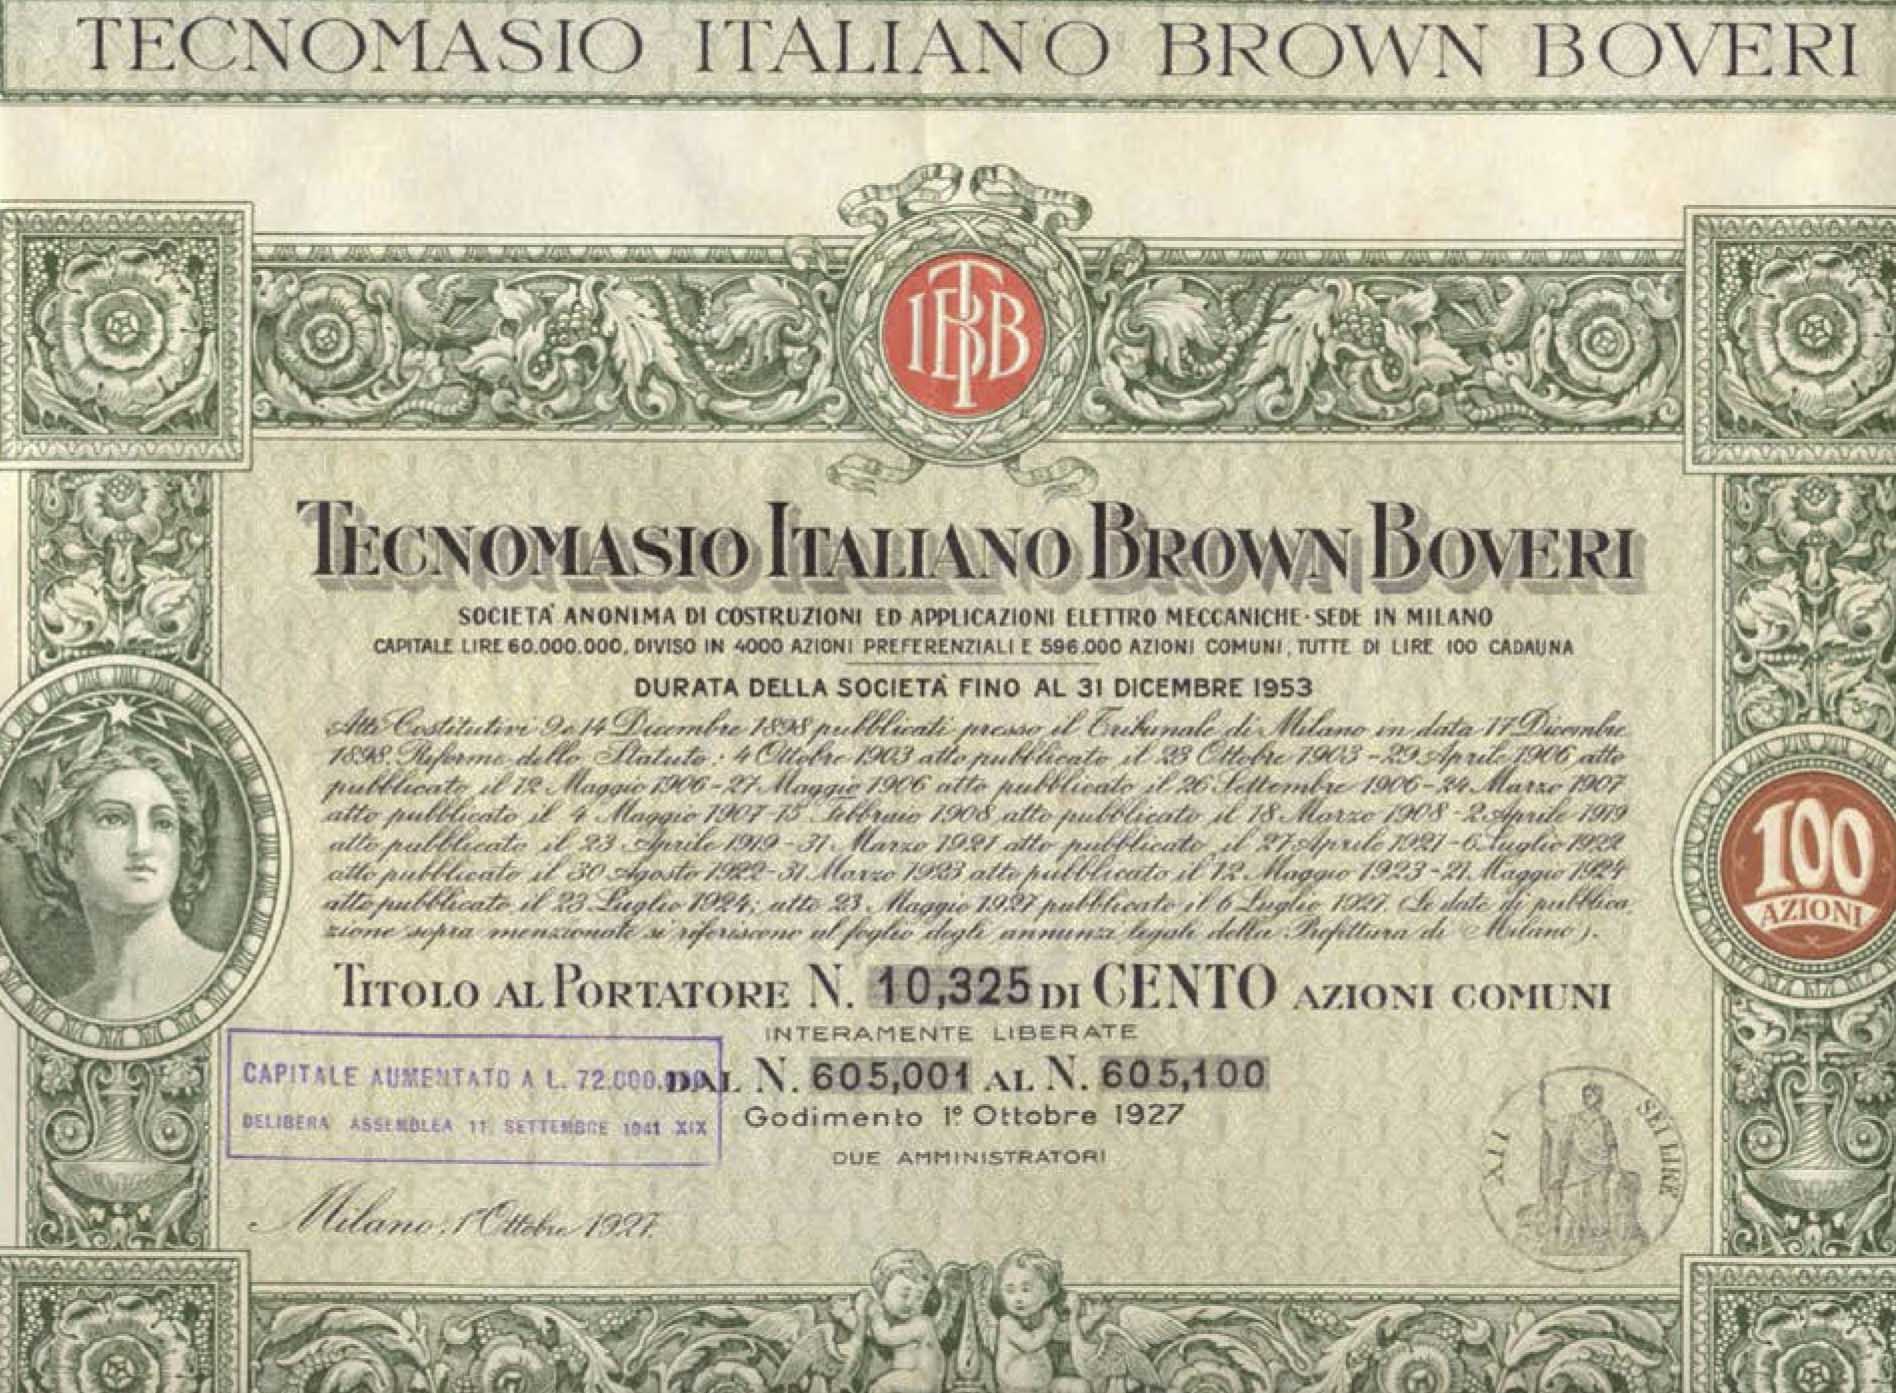 TECNOMASIO ITALIANO BROWN BOVERI
TIBB
TECNOMASIO ITALIANO BROWN BOVERI
SOCIETA' ANONIMA DI COSTRUZIONI ED APPLICAZIONI ELETTRO MECCANICHE - SEDE IN MILANO
CAPITALE LIRE 60.000.000, DIVISO IN 4000 AZIONI PREFERENZIALI E 596.000 AZIONI COMUNI, TUTTE DI LIRE 100 CADAUNA
DURATA DELLA SOCIETÀ FINO AL 31 DICEMBRE 1953
Atti Costitutivi 9 e 14 Dicembre 1898 pubblicati presso il Tribunale di Milano in data 17 Dicembre
1898. Riforme dello Statuto: 4 Ottobre 1903 atto pubblicato il 23 Ottobre 1903 - 29 Aprile 1906 atto
pubblicato il 12 Maggio 1906 - 27 Maggio 1906 atto pubblicato il 26 Settembre 1906 - 24 Marzo 1907
atto pubblicato il 4 Maggio 1907 - 15 Febbraio 1908 atto pubblicato il 18 Marzo 1908 - 2 Aprile 1919
atto pubblicato il 23 Aprile 1919 - 31 Marzo 1921 atto pubblicato il 27 Aprile 1921 - 6 Luglio 1922
atto pubblicato il 30 Agosto 1922 - 31 Marzo 1923 atto pubblicato il 12 Maggio 1923 - 21 Maggio 1924
atto pubblicato il 23 Luglio 1924; atto 23 Maggio 1927 pubblicato il 6 Luglio 1927. (Le date di pubblica
zione sopra menzionate si riferiscono al foglio degli annunzi legali della Prefettura di Milano).
100
AZIONI
TITOLO AL PORTATORE N. 10,325 DI CENTO AZIONI COMUNI
INTERAMENTE LIBERATE
DAL N. 605,001 AL N. 605,100
Godimento 1º Ottobre 1927
DUE AMMINISTRATORI
CAPITALE AUMENTATO A L. 72.000.000
DELIBERA ASSEMBLEA 11 SETTEMBRE 1941 XIX
Milano, 1º Ottobre 1927.
SEI LIRE